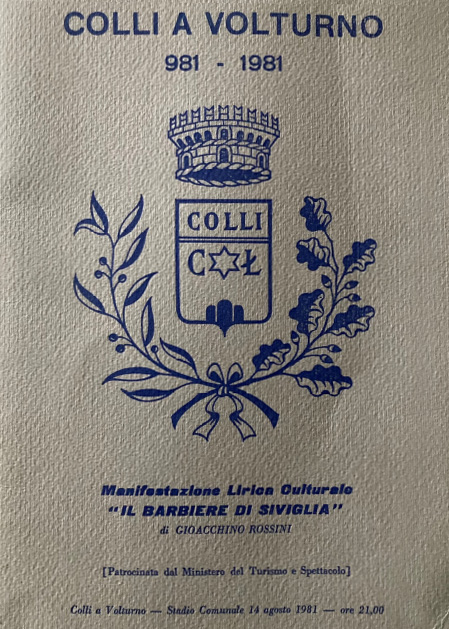 COLLI A VOLTURNO
981 - 1981
COLLI
C Ł
Manifestazione Lirica Culturale
“IL BARBIERE DI SIVIGLIA”
di GIOACCHINO ROSSINI
[Patrocinata dal Ministero del Turismo e Spettacolo]
Colli a Volturno — Stadio Comunale 14 agosto 1981 — ore 21,00